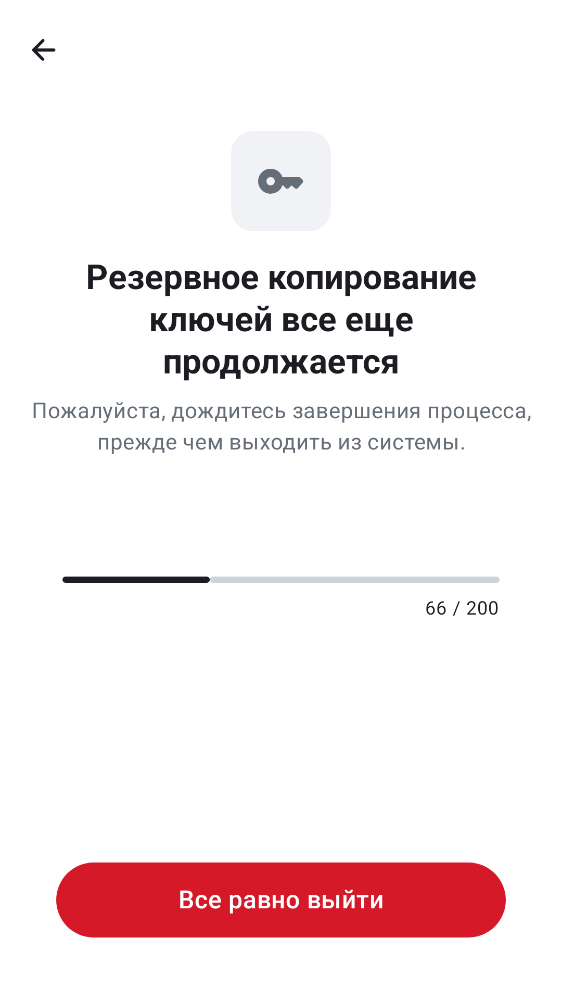 Резервное копирование
ключей все еще
продолжается
Пожалуйста, дождитесь завершения процесса,
прежде чем выходить из системы.
66 / 200
Все равно выйти